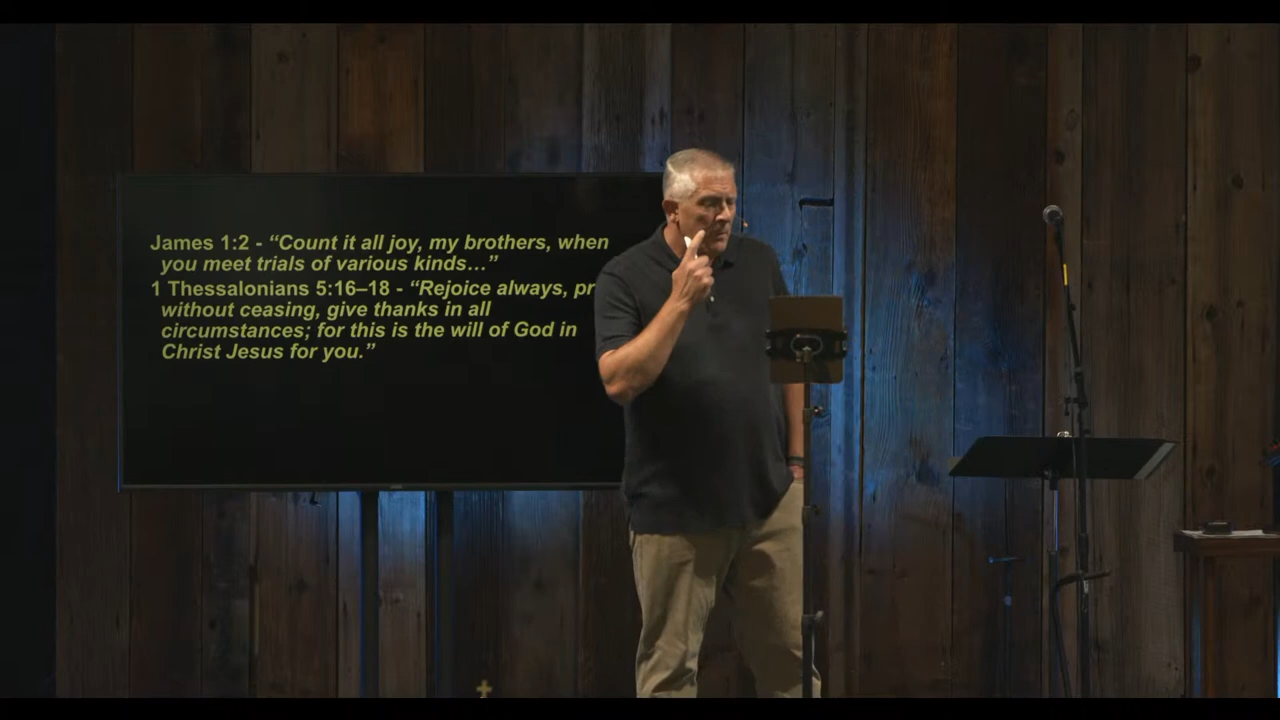 James 1:2 - “Count it all joy, my brothers, when
you meet trials of various kinds…”
1 Thessalonians 5:16–18 - “Rejoice always, pr
without ceasing, give thanks in all
circumstances; for this is the will of God in
Christ Jesus for you.”